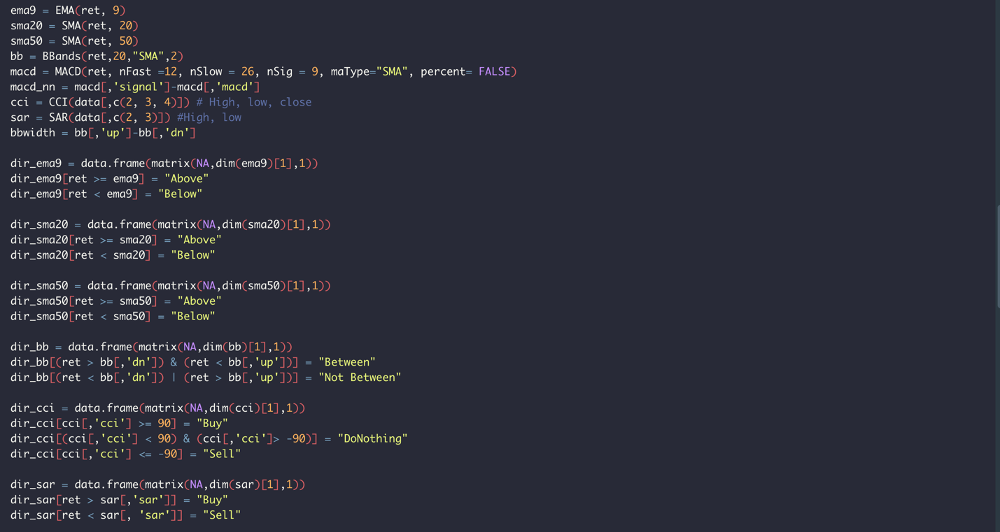 ema9 = EMA(ret, 9)
sma20 = SMA(ret, 20)
sma50 = SMA(ret, 50)
bb = BBands(ret,20,"SMA",2)
macd = MACD(ret, nFast =12, nSlow = 26, nSig = 9, maType="SMA", percent= FALSE)
macd_nn = macd[,'signal']-macd[,'macd']
cci = CCI(data[,c(2, 3, 4)]) # High, low, close
sar = SAR(data[,c(2, 3)]) #High, low
bbwidth = bb[,'up']-bb[,'dn']

dir_ema9 = data.frame(matrix(NA,dim(ema9)[1],1))
dir_ema9[ret >= ema9] = "Above"
dir_ema9[ret < ema9] = "Below"

dir_sma20 = data.frame(matrix(NA,dim(sma20)[1],1))
dir_sma20[ret >= sma20] = "Above"
dir_sma20[ret < sma20] = "Below"

dir_sma50 = data.frame(matrix(NA,dim(sma50)[1],1))
dir_sma50[ret >= sma50] = "Above"
dir_sma50[ret < sma50] = "Below"

dir_bb = data.frame(matrix(NA,dim(bb)[1],1))
dir_bb[(ret > bb[,'dn']) & (ret < bb[,'up'])] = "Between"
dir_bb[(ret < bb[,'dn']) | (ret > bb[,'up'])] = "Not Between"

dir_cci = data.frame(matrix(NA,dim(cci)[1],1))
dir_cci[cci[,'cci'] >= 90] = "Buy"
dir_cci[(cci[,'cci'] < 90) & (cci[,'cci']> -90)] = "DoNothing"
dir_cci[cci[,'cci'] <= -90] = "Sell"

dir_sar = data.frame(matrix(NA,dim(sar)[1],1))
dir_sar[ret > sar[,'sar']] = "Buy"
dir_sar[ret < sar[, 'sar']] = "Sell"